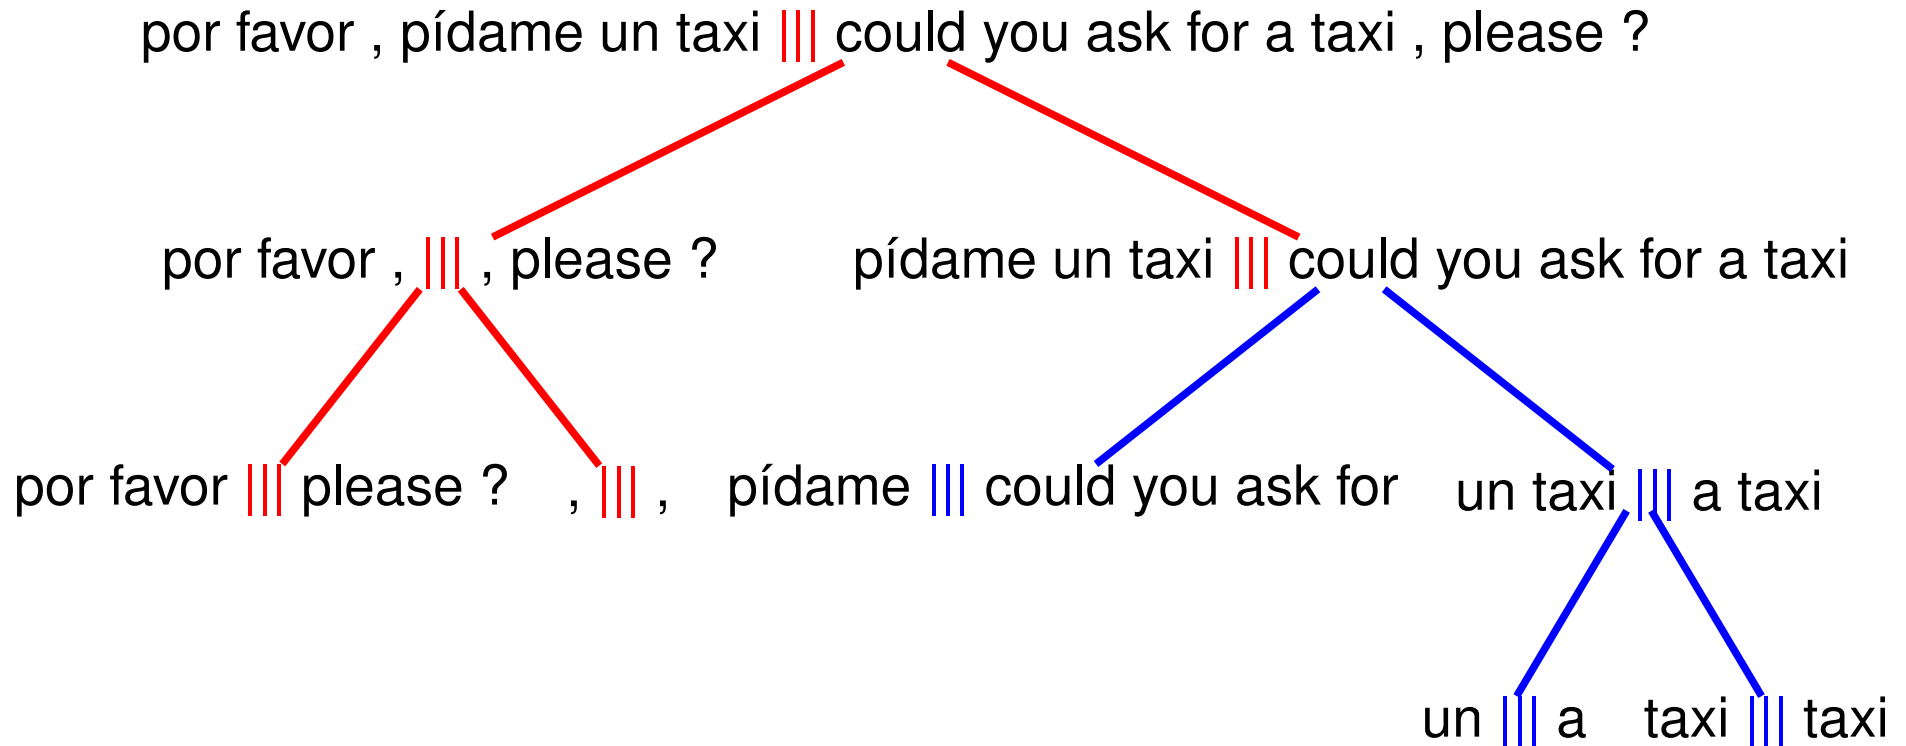 por favor , pídame un taxi ||| could you ask for a taxi , please ?
por favor , ||| , please ?
pídame un taxi ||| could you ask for a taxi
por favor ||| please ?
, ||| ,
pídame ||| could you ask for
un taxi ||| a taxi
un ||| a
taxi ||| taxi